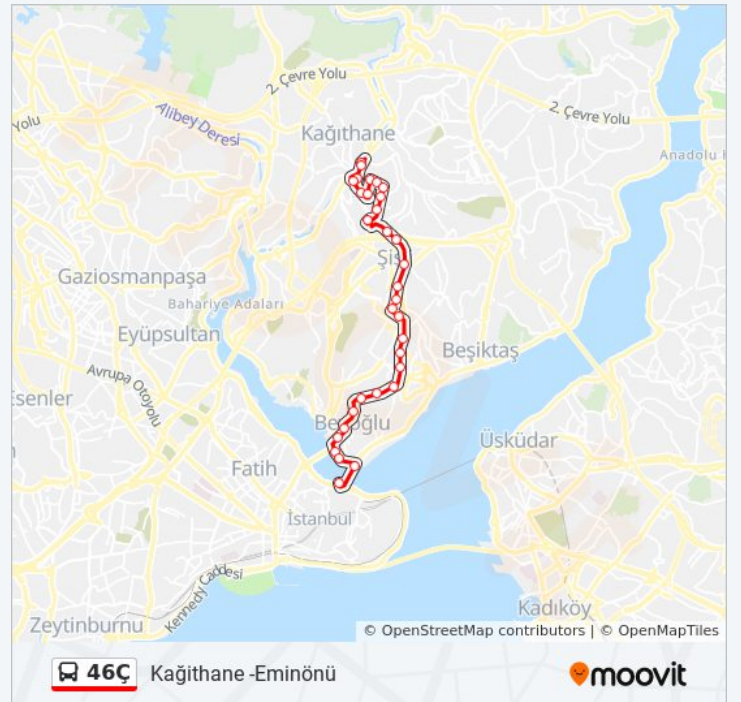 2. Çevre Yolu
Alibey Deresi
2. Çevre Yolu
Yolu
Kağıthane
Anadolu H
Şiş
Gaziosmanpaşa
Bahariye Adaları
Eyüpsultan
Beşiktaş
Avrupa Otoyolu
Esenler
Beyoğlu
Üsküdar
Fatih
İstanbul
Kennedy Caddesi
Kadıköy
Zeytinburnu
© OpenStreetMap contributors | © OpenMapTiles
46Ç Kağithane -Eminönü moovit